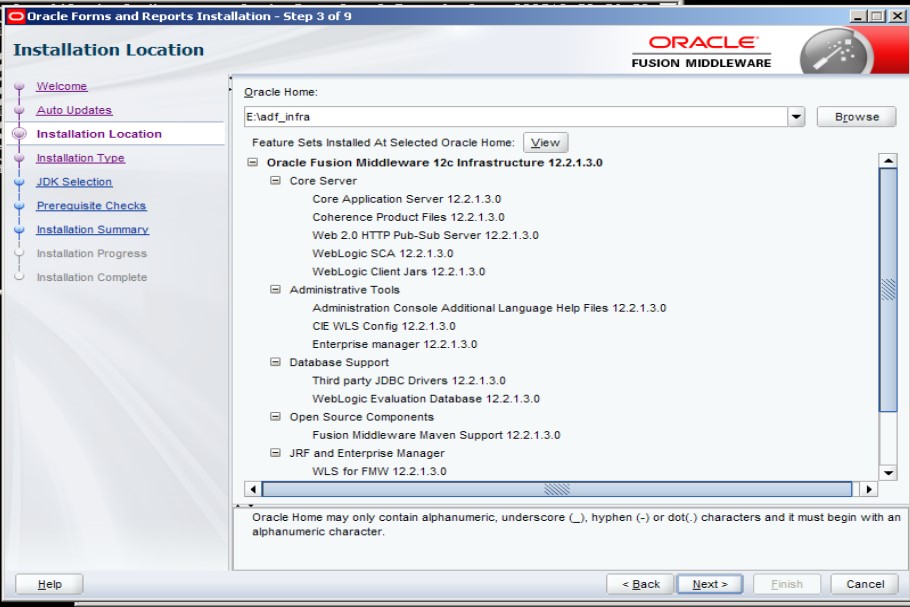 Oracle Forms and Reports Installation - Step 3 of 9
Installation Location
ORACLE
FUSION MIDDLEWARE
Welcome
Auto Updates
Installation Location
Installation Type
JDK Selection
Prerequisite Checks
Installation Summary
Installation Progress
Installation Complete
Oracle Home:
E:\adf_infra
Browse
Feature Sets Installed At Selected Oracle Home: View
Oracle Fusion Middleware 12c Infrastructure 12.2.1.3.0
Core Server
Core Application Server 12.2.1.3.0
Coherence Product Files 12.2.1.3.0
Web 2.0 HTTP Pub-Sub Server 12.2.1.3.0
WebLogic SCA 12.2.1.3.0
WebLogic Client Jars 12.2.1.3.0
Administrative Tools
Administration Console Additional Language Help Files 12.2.1.3.0
CIE WLS Config 12.2.1.3.0
Enterprise manager 12.2.1.3.0
Database Support
Third party JDBC Drivers 12.2.1.3.0
WebLogic Evaluation Database 12.2.1.3.0
Open Source Components
Fusion Middleware Maven Support 12.2.1.3.0
JRF and Enterprise Manager
WLS for FMW 12.2.1.3.0
Oracle Home may only contain alphanumeric, underscore (_), hyphen (-) or dot(.) characters and it must begin with an
alphanumeric character.
Help
< Back
Next >
Finish
Cancel